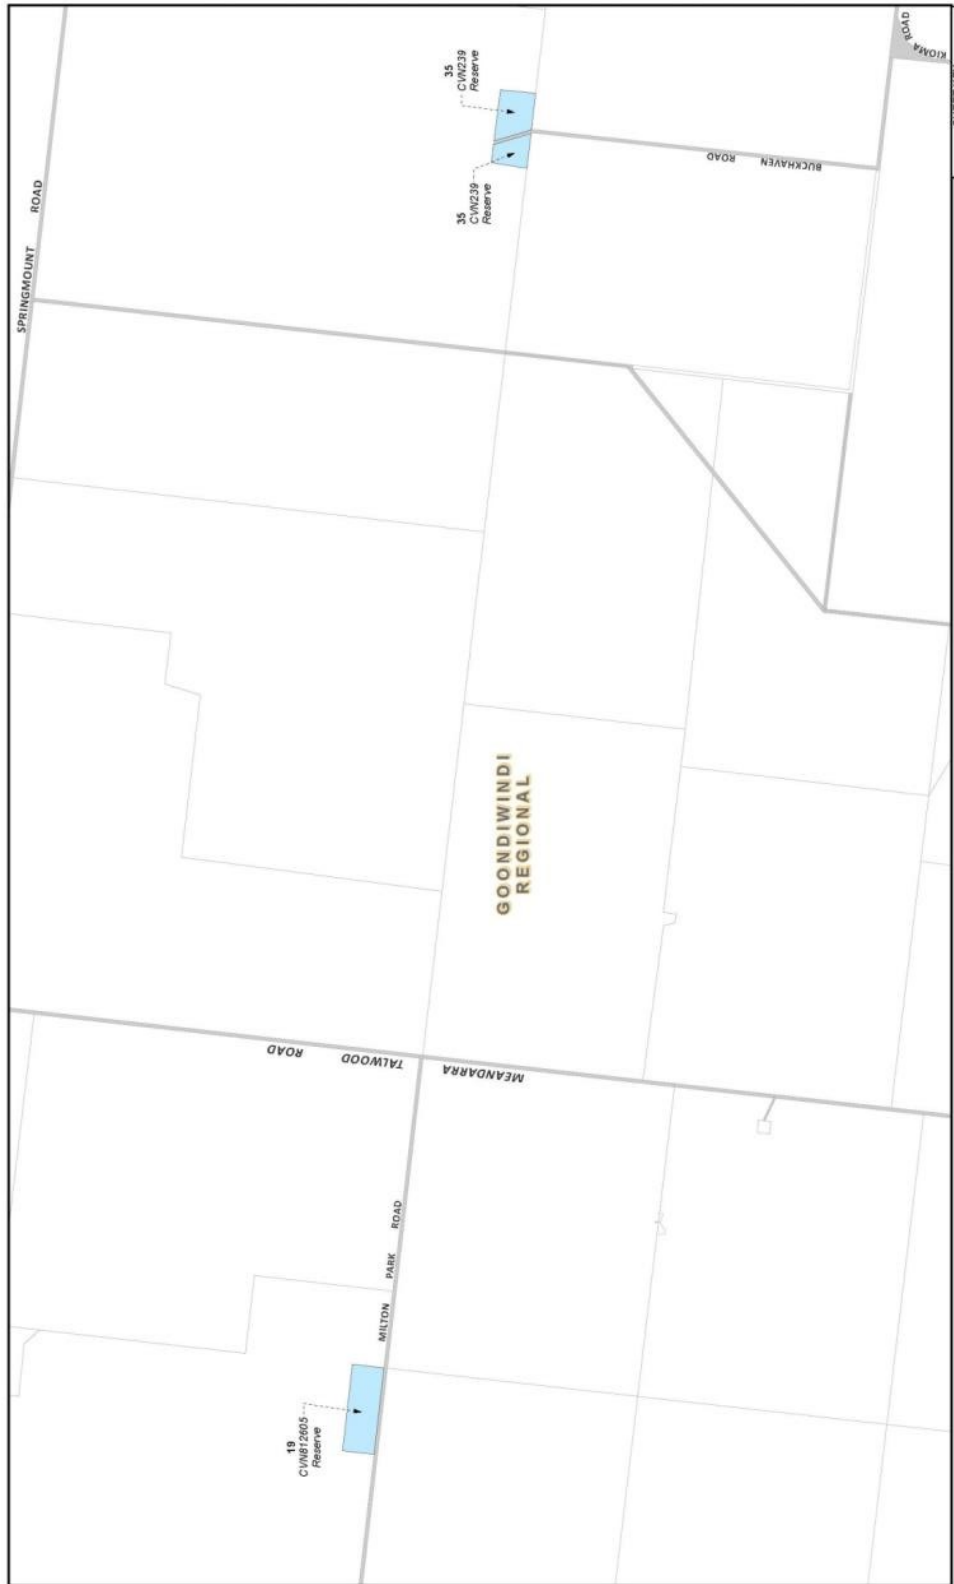 SPRINGMOUNT ROAD
35
CVN239
Reserve
35
CVN239
Reserve
BUCKHAVEN ROAD
KIOMA
ROAD
GOONDIWINDI
REGIONAL
MEANDARRA TALWOOD ROAD
MILTON PARK ROAD
19
CVN812605
Reserve